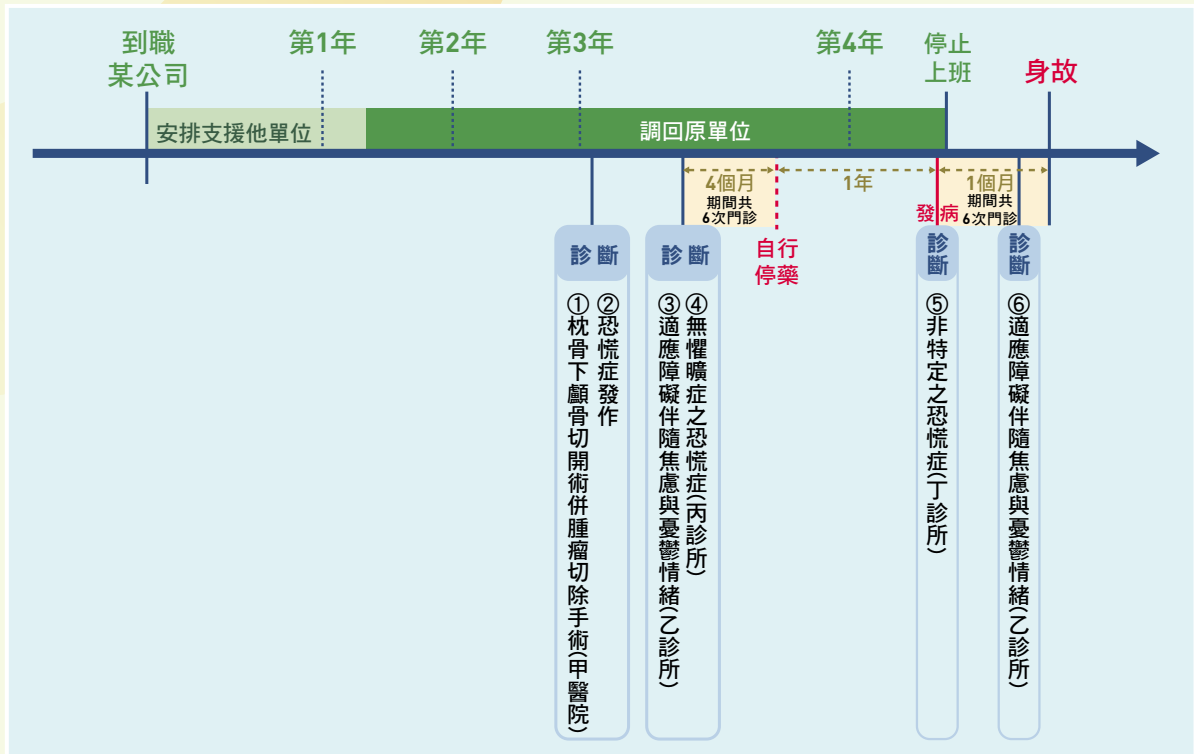 到職
某公司
第1年
第2年
第3年
第4年
停止
上班
身故
安排支援他單位
調回原單位
4個月
期間共
6次門診
1年
發病
1個月
期間共
6次門診
自行
停藥
診斷
①枕骨下顱骨切開術併腫瘤切除手術(甲醫院)
②恐慌症發作
診斷
③適應障礙伴隨焦慮與憂鬱情緒(乙診所)
④無懼曠症之恐慌症(丙診所)
診斷
⑤非特定之恐慌症(丁診所)
診斷
⑥適應障礙伴隨焦慮與憂鬱情緒(乙診所)